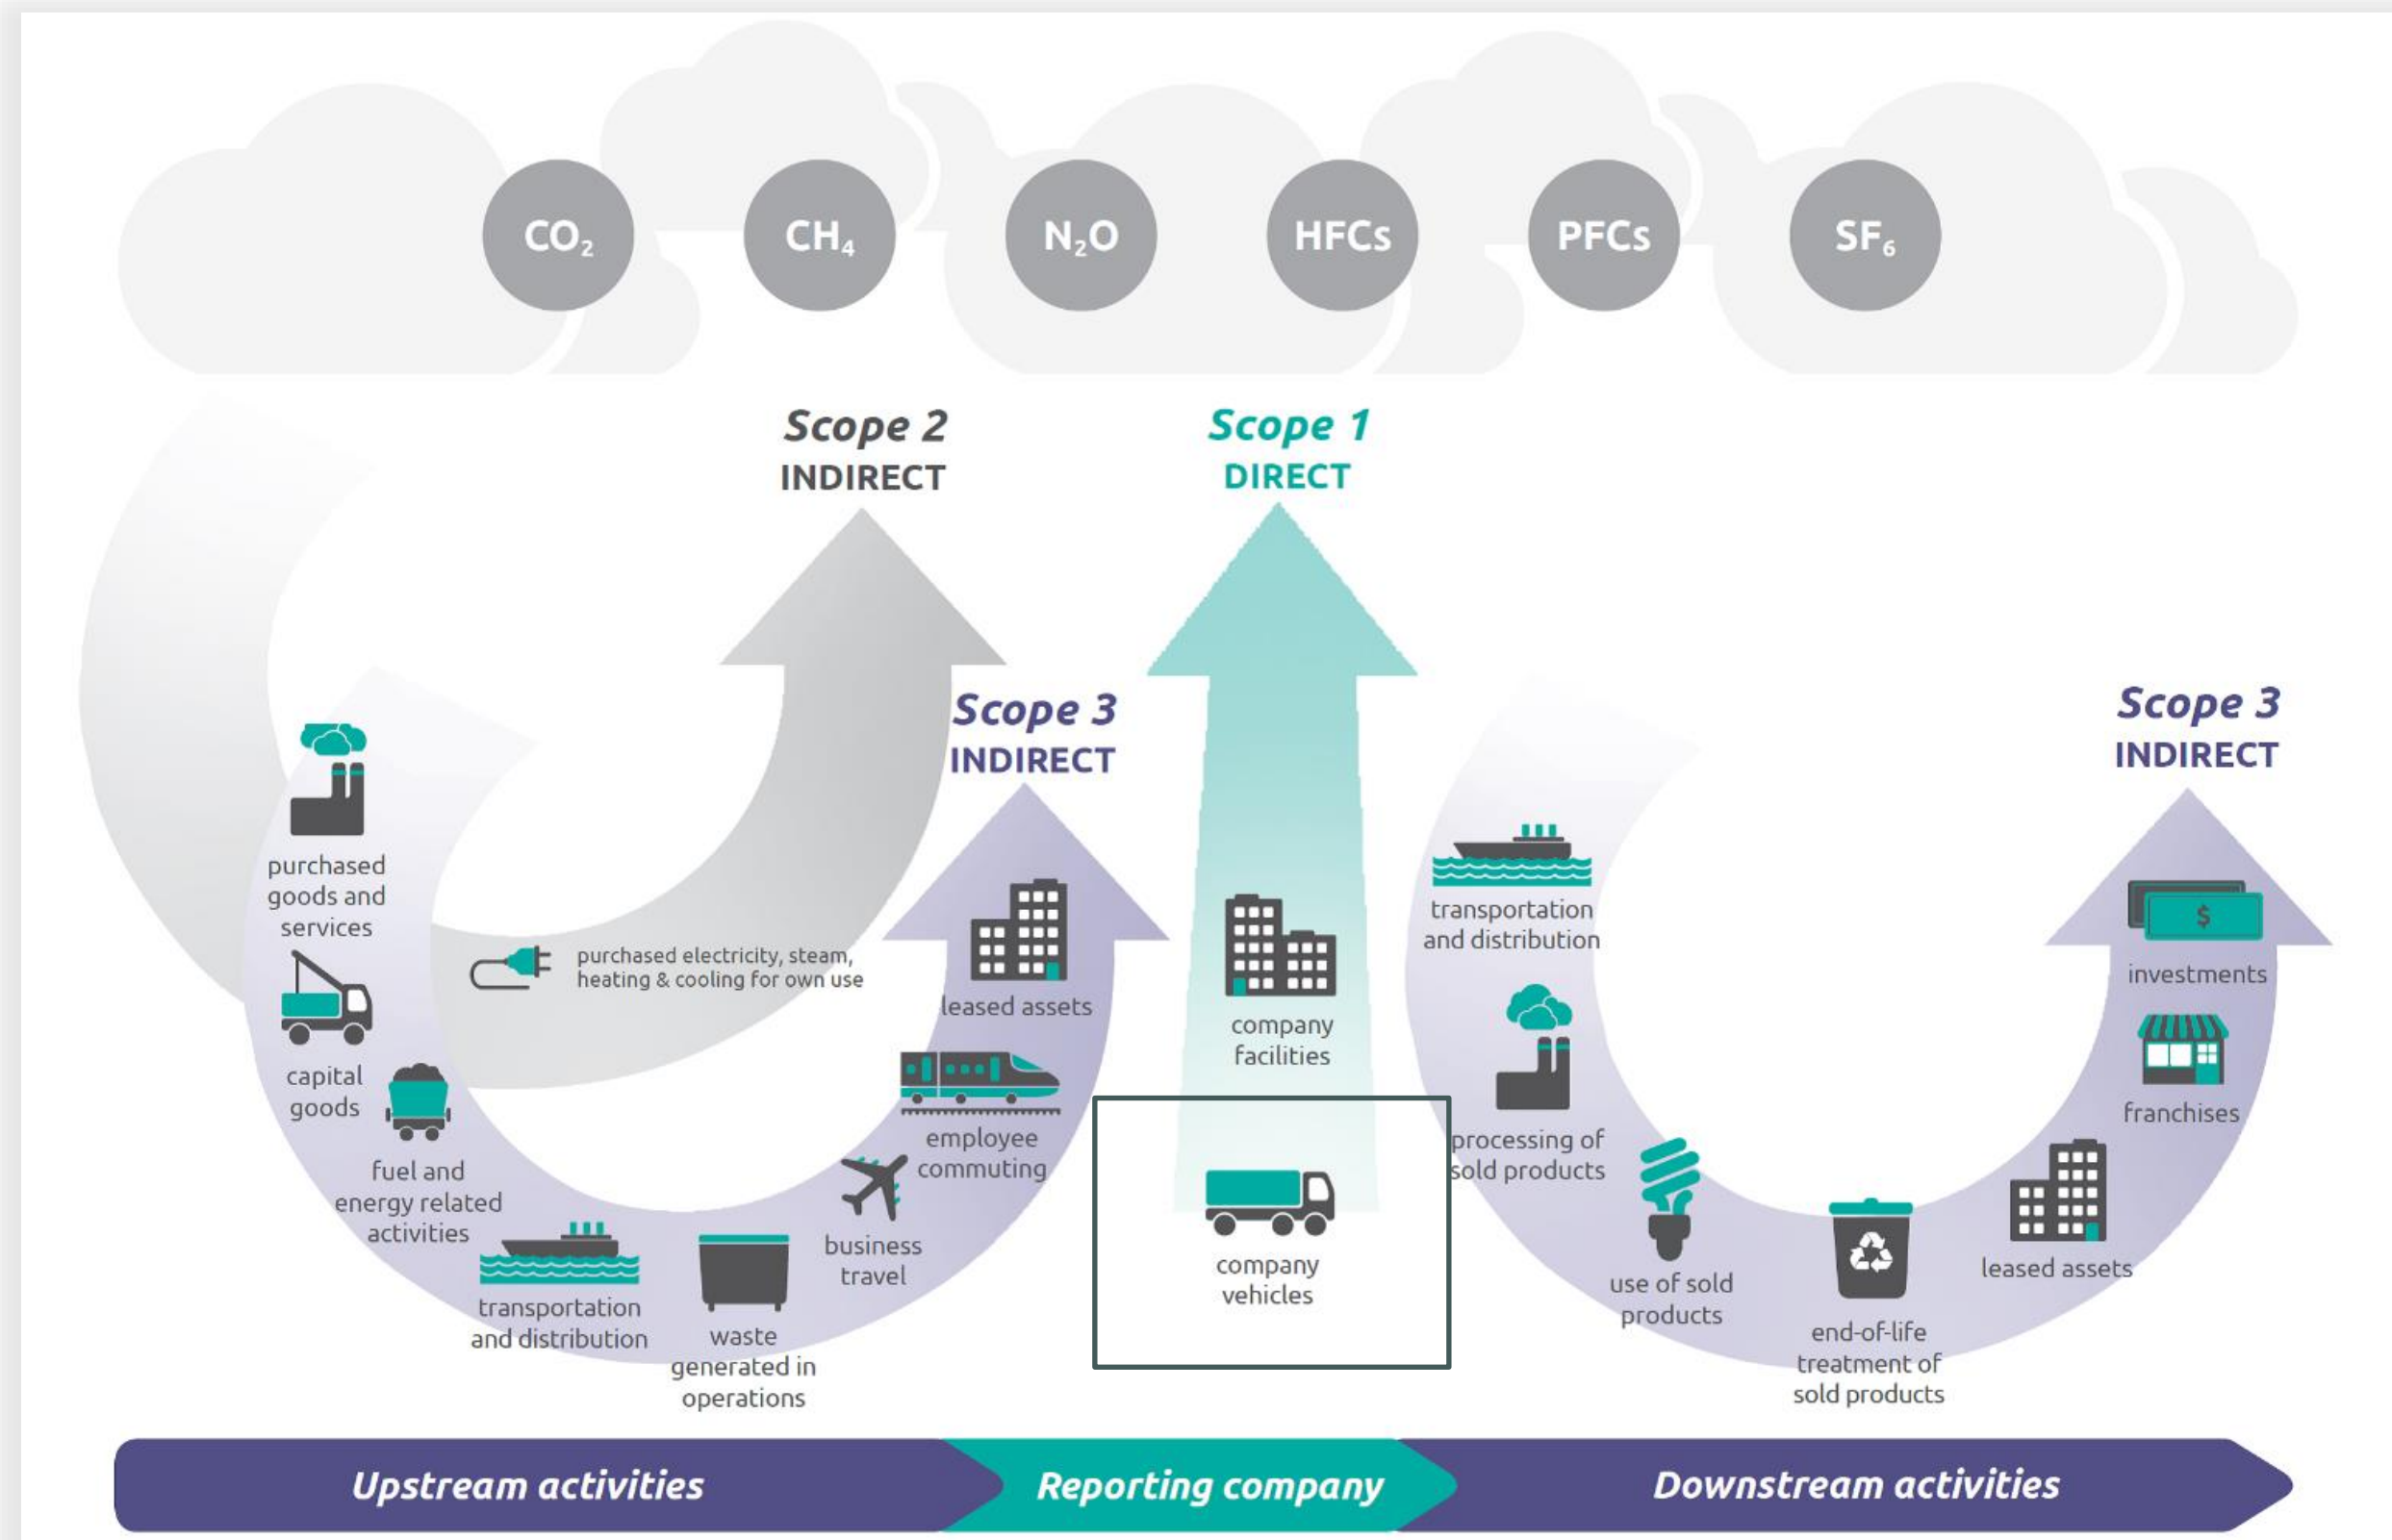 CO₂
CH₄
N₂O
HFCs
PFCs
SF₆
Scope 2
INDIRECT
Scope 1
DIRECT
Scope 3
INDIRECT
Scope 3
INDIRECT
purchased
goods and
services
capital
goods
fuel and
energy related
activities
purchased electricity, steam,
heating & cooling for own use
transportation
and distribution
waste
generated in
operations
business
travel
employee
commuting
leased assets
company
facilities
company
vehicles
transportation
and distribution
processing of
sold products
use of sold
products
end-of-life
treatment of
sold products
leased assets
franchises
$
investments
Upstream activities
Reporting company
Downstream activities